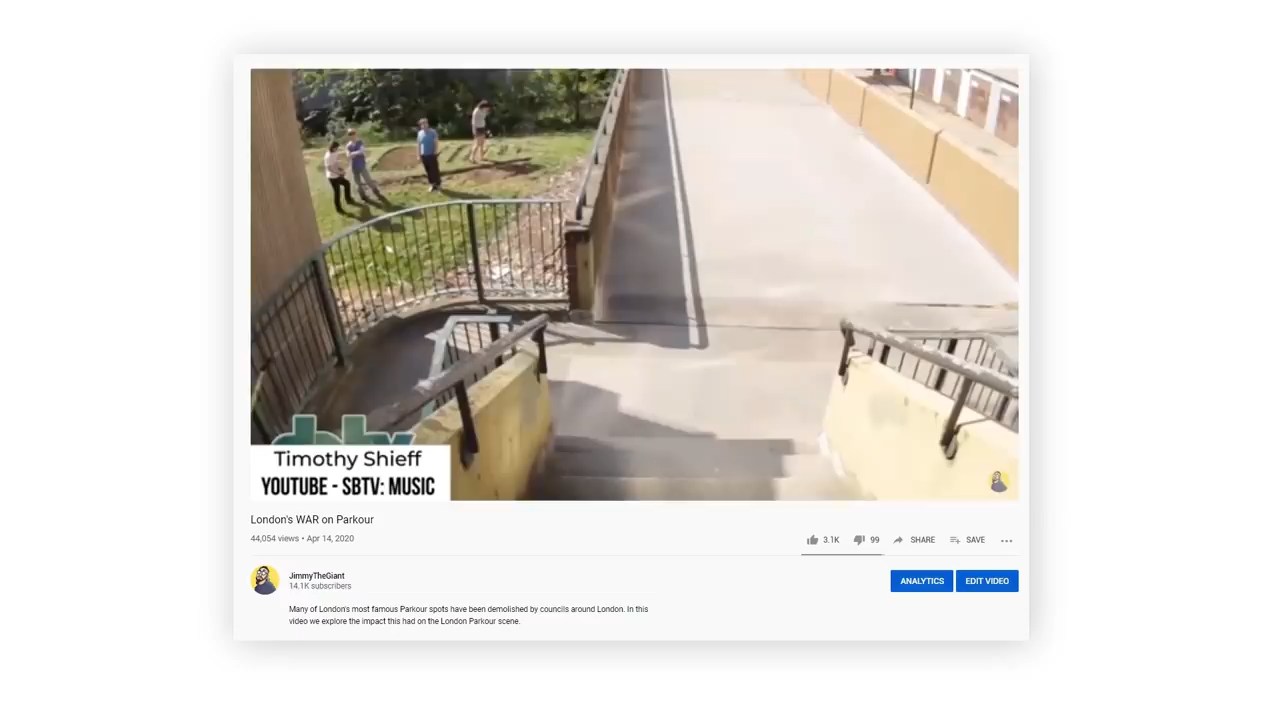 Timothy Shieff
YOUTUBE - SBTV: MUSIC
London's WAR on Parkour
44,054 views • Apr 14, 2020
3.1K 99 SHARE SAVE
JimmyTheGiant
14.1K subscribers
ANALYTICS EDIT VIDEO
Many of London's most famous Parkour spots have been demolished by councils around London. In this
video we explore the impact this had on the London Parkour scene.